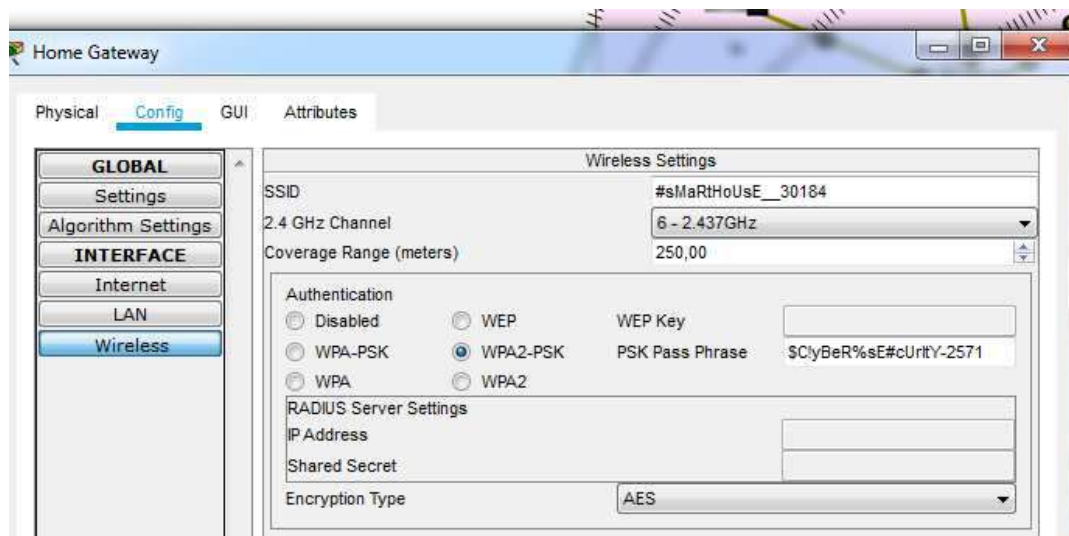 Home Gateway
Physical Config GUI Attributes
GLOBAL
Settings
Algorithm Settings
INTERFACE
Internet
LAN
Wireless
Wireless Settings
SSID #sMaRtHoUsE__30184
2.4 GHz Channel 6 - 2.437GHz
Coverage Range (meters) 250,00
Authentication
Disabled WEP WEP Key
WPA-PSK WPA2-PSK PSK Pass Phrase $C!yBeR%sE#cUrItY-2571
WPA WPA2
RADIUS Server Settings
IP Address
Shared Secret
Encryption Type AES